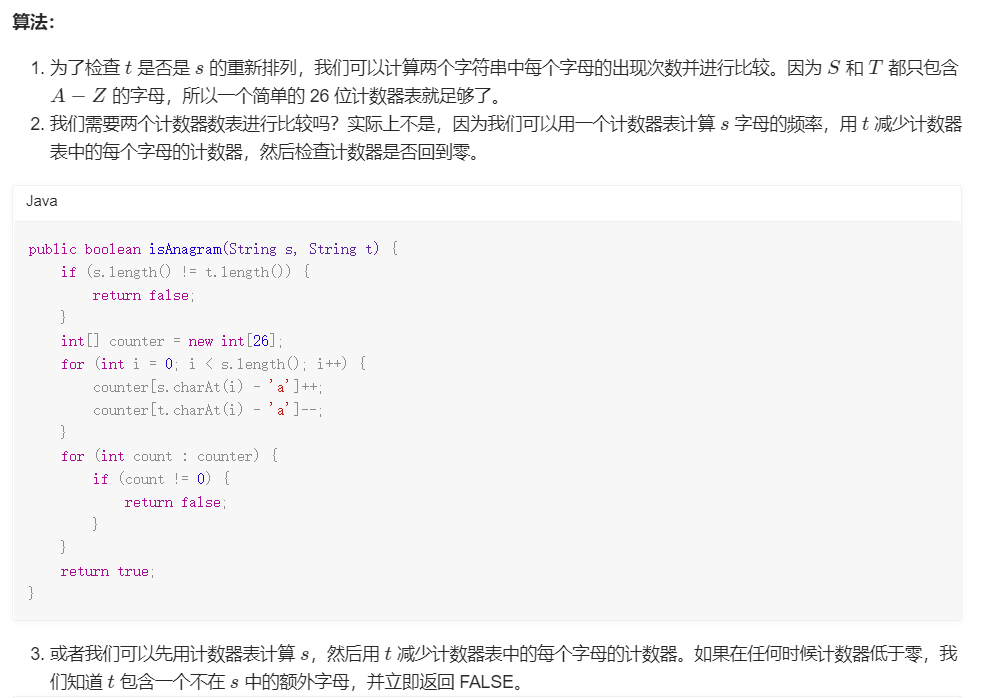 算法：
1. 为了检查 t 是否是 s 的重新排列，我们可以计算两个字符串中每个字母的出现次数并进行比较。因为 S 和 T 都只包含
A − Z 的字母，所以一个简单的 26 位计数器表就足够了。
2. 我们需要两个计数器数表进行比较吗？实际上不是，因为我们可以用一个计数器表计算 s 字母的频率，用 t 减少计数器
表中的每个字母的计数器，然后检查计数器是否回到零。
Java
public boolean isAnagram(String s, String t) {
    if (s.length() != t.length()) {
        return false;
    }
    int[] counter = new int[26];
    for (int i = 0; i < s.length(); i++) {
        counter[s.charAt(i) - 'a']++;
        counter[t.charAt(i) - 'a']--;
    }
    for (int count : counter) {
        if (count != 0) {
            return false;
        }
    }
    return true;
}
3. 或者我们可以先用计数器表计算 s，然后用 t 减少计数器表中的每个字母的计数器。如果在任何时候计数器低于零，我
们知道 t 包含一个不在 s 中的额外字母，并立即返回 FALSE。